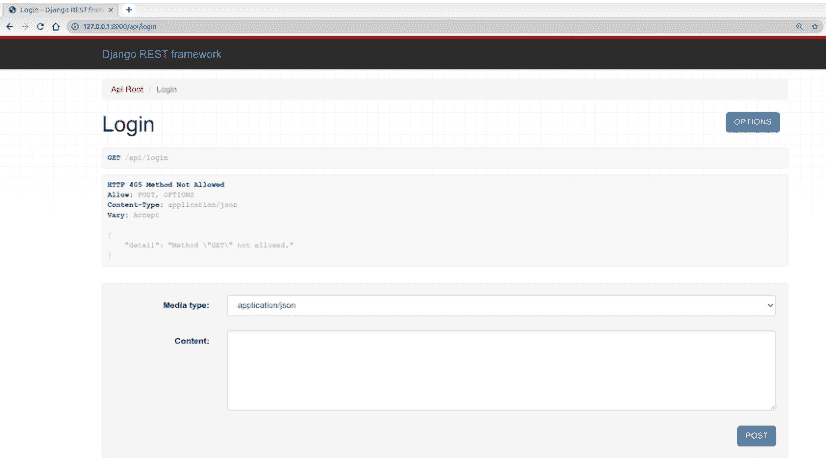 Login – Django REST fram
127.0.0.1:8000/api/login
Django REST framework
Api Root / Login
Login
OPTIONS
GET /api/login
HTTP 405 Method Not Allowed
Allow: POST, OPTIONS
Content-Type: application/json
Vary: Accept
{
"detail": "Method \"GET\" not allowed."
}
Media type: application/json
Content:
POST